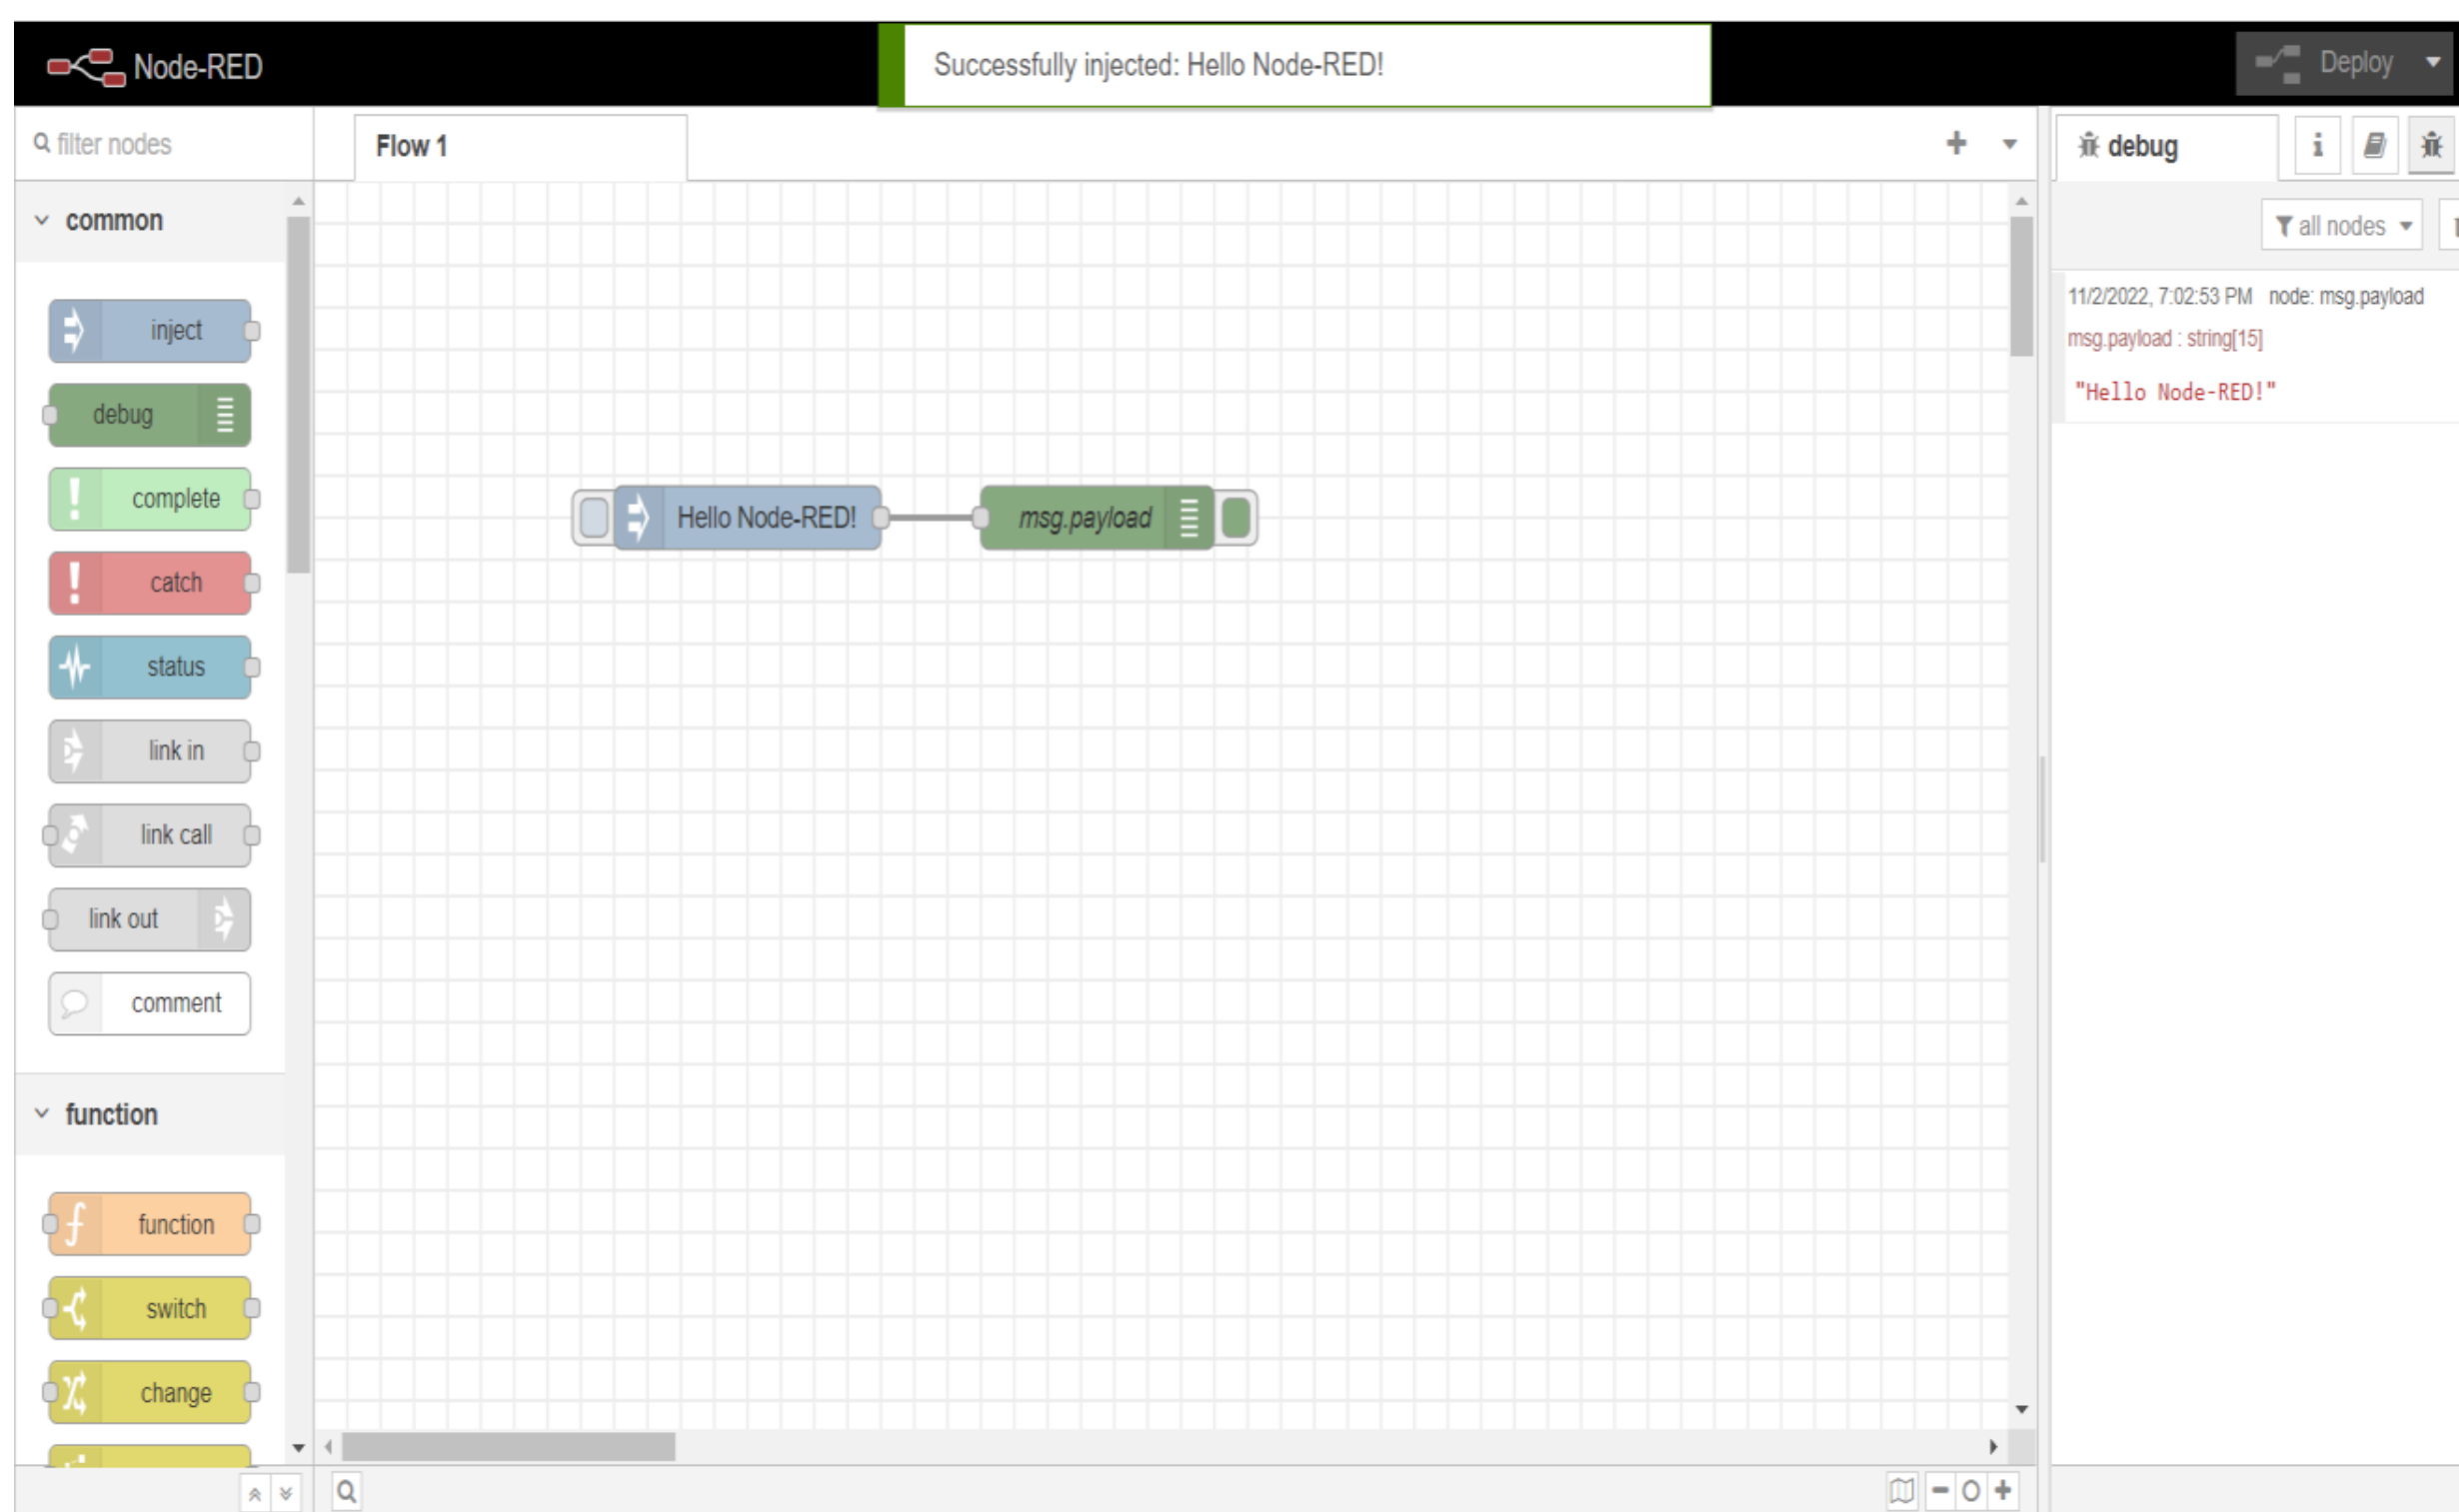 Node-RED
Successfully injected: Hello Node-RED!
Deploy
filter nodes
Flow 1
debug
i
all nodes
common
inject
debug
complete
catch
status
link in
link call
link out
comment
function
function
switch
change
Hello Node-RED!
msg.payload
11/2/2022, 7:02:53 PM node: msg.payload
msg.payload : string[15]
"Hello Node-RED!"